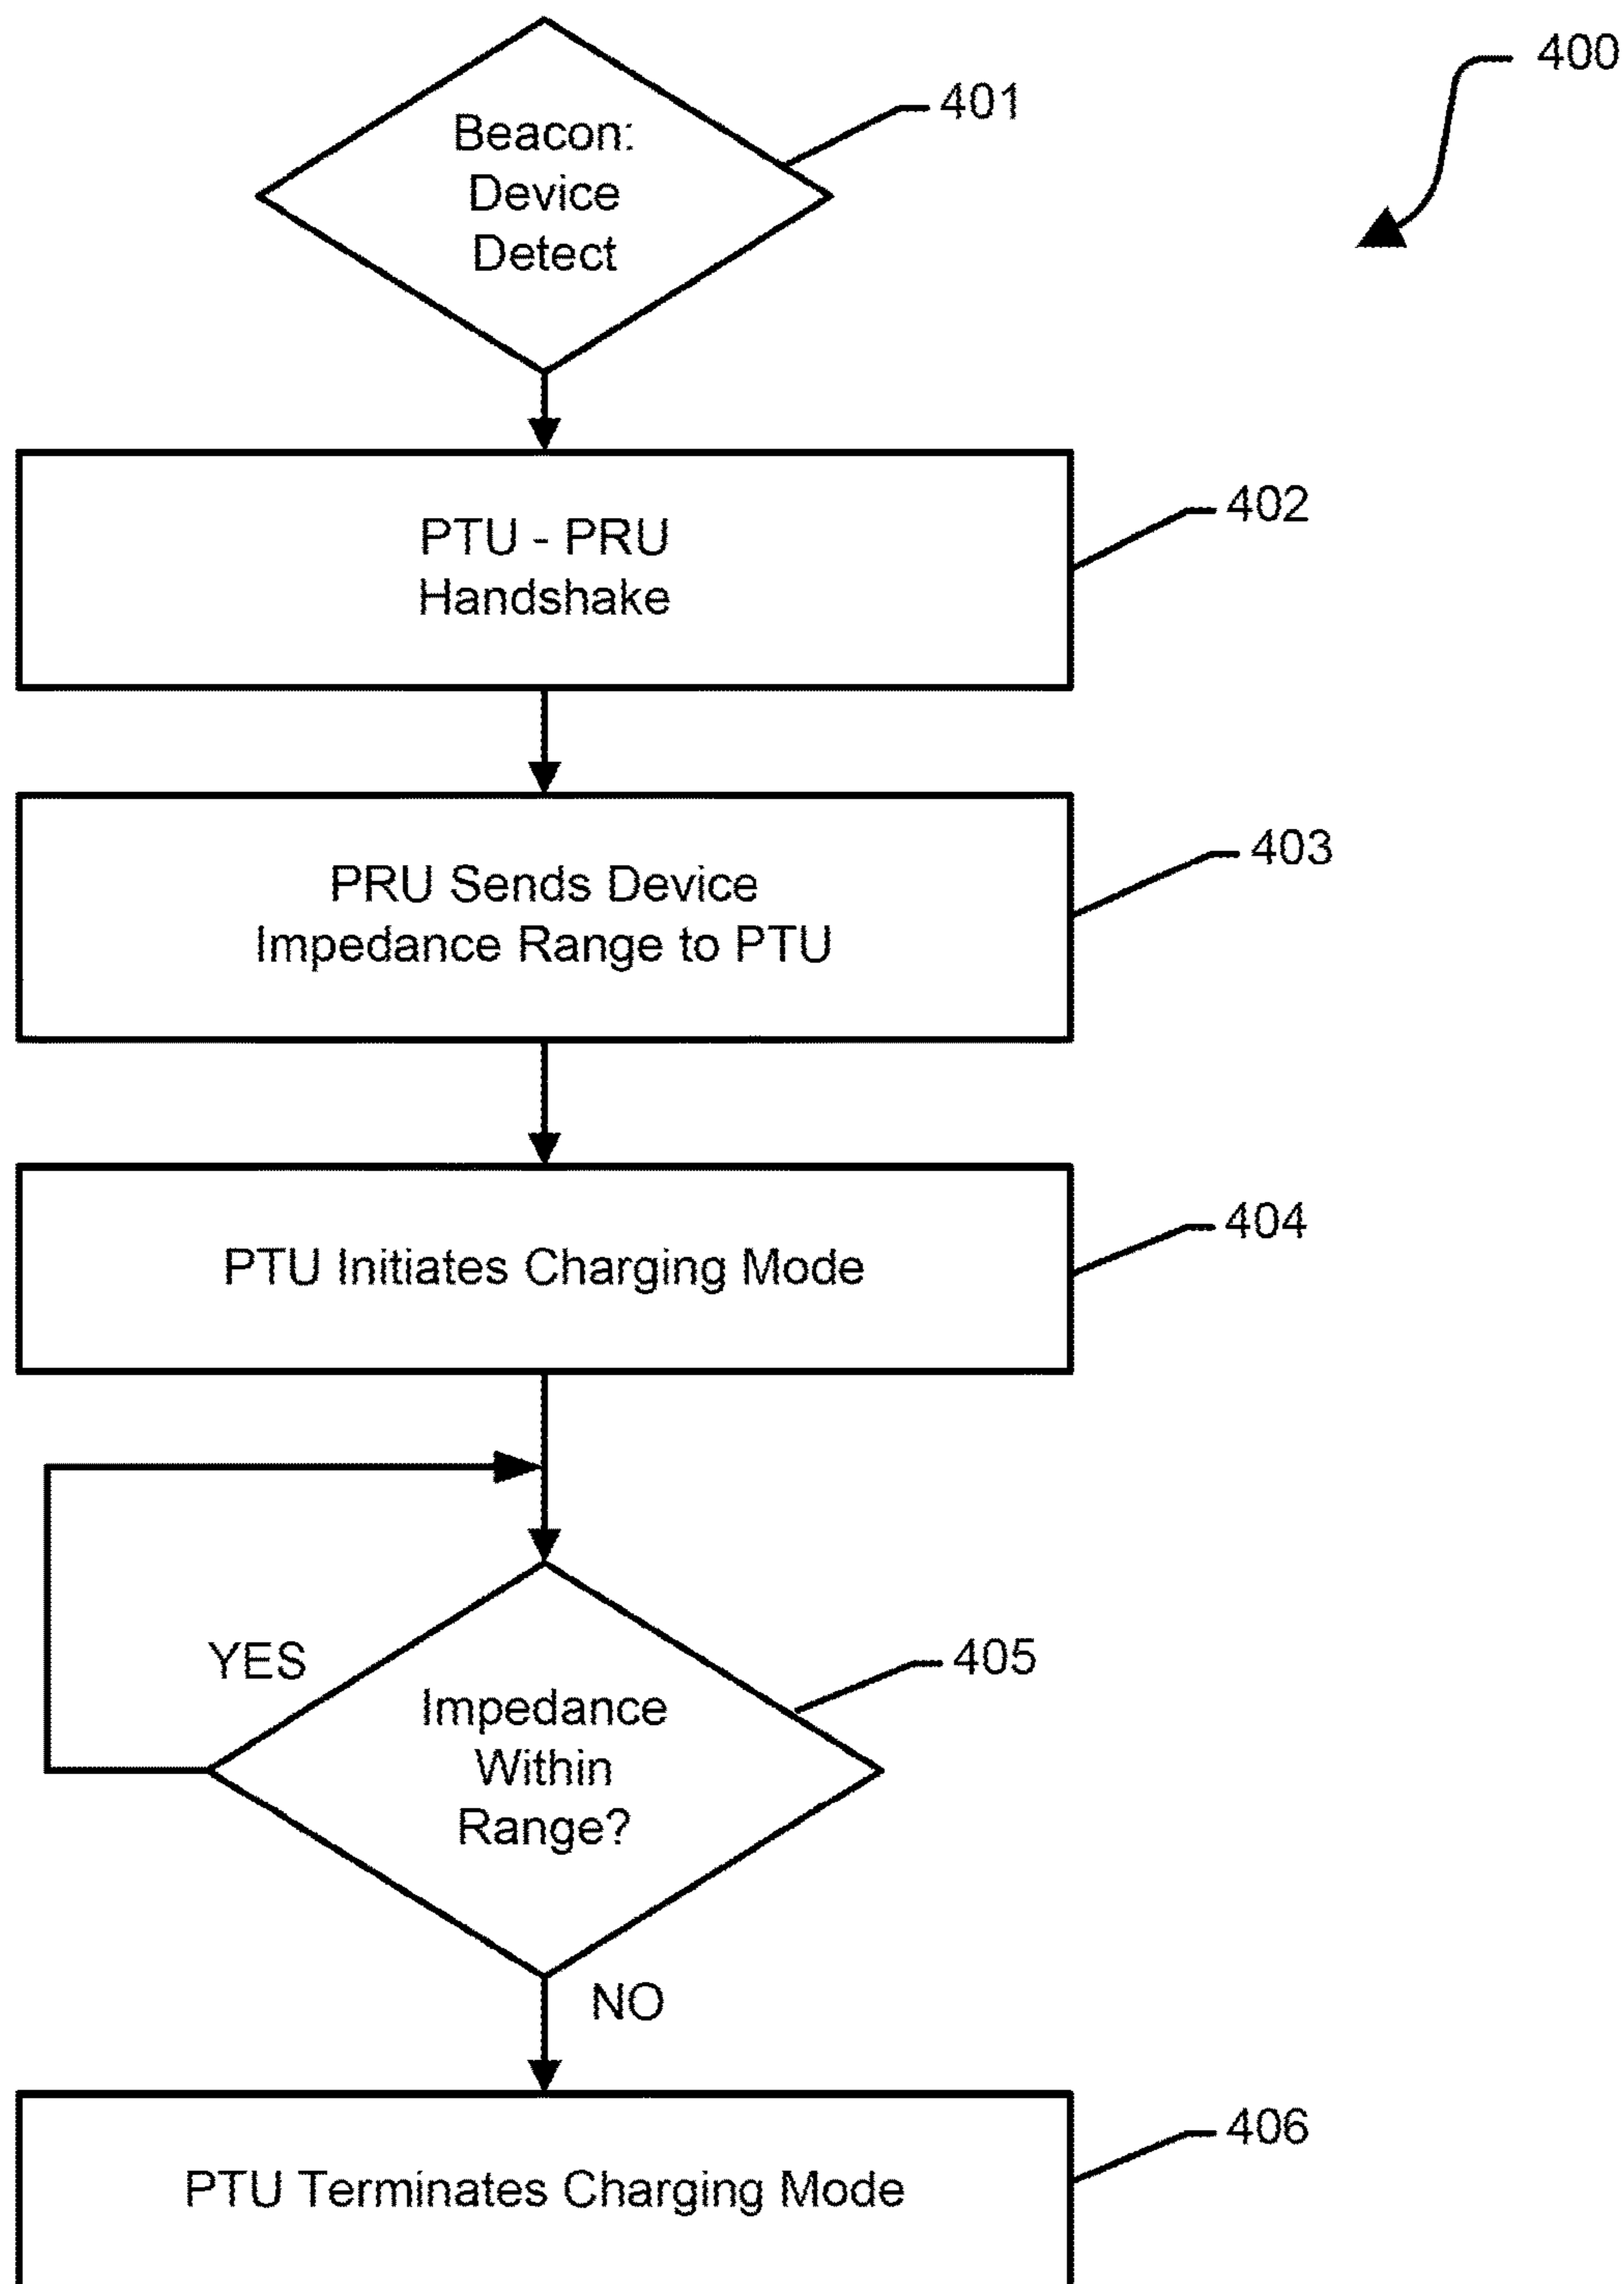 400
Beacon:
Device
Detect
401
PTU - PRU
Handshake
402
PRU Sends Device
Impedance Range to PTU
403
PTU Initiates Charging Mode
404
YES
Impedance
Within
Range?
405
NO
PTU Terminates Charging Mode
406